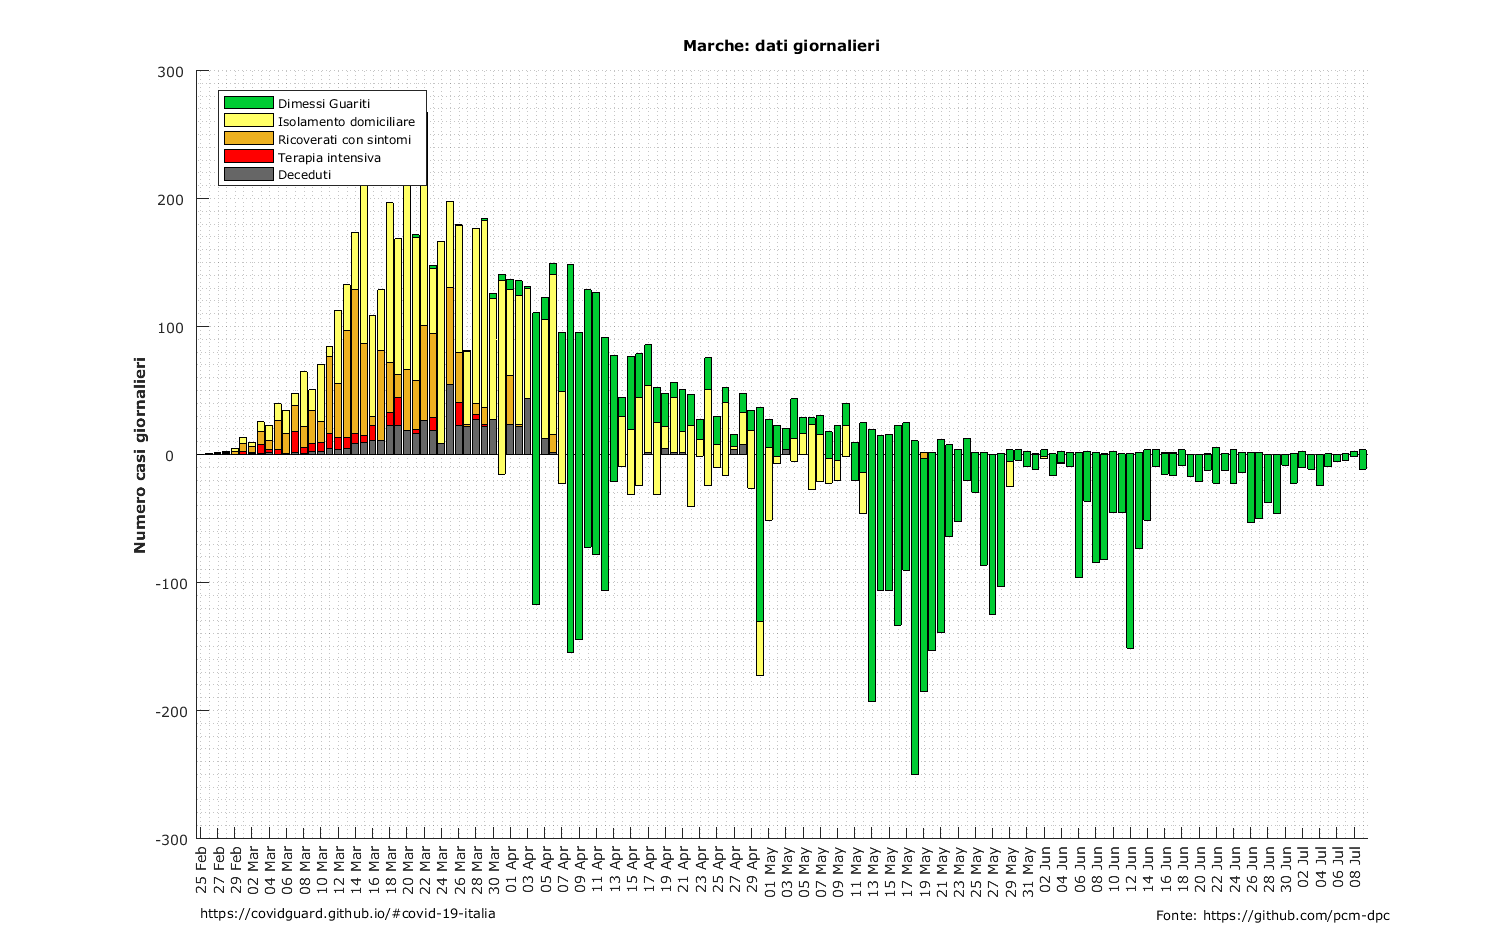 Marche: dati giornalieri
Numero casi giornalieri
300
200
100
0
-100
-200
-300
Dimessi Guariti
Isolamento domiciliare
Ricoverati con sintomi
Terapia intensiva
Deceduti
25 Feb
27 Feb
29 Feb
02 Mar
04 Mar
06 Mar
08 Mar
10 Mar
12 Mar
14 Mar
16 Mar
18 Mar
20 Mar
22 Mar
24 Mar
26 Mar
28 Mar
30 Mar
01 Apr
03 Apr
05 Apr
07 Apr
09 Apr
11 Apr
13 Apr
15 Apr
17 Apr
19 Apr
21 Apr
23 Apr
25 Apr
27 Apr
29 Apr
01 May
03 May
05 May
07 May
09 May
11 May
13 May
15 May
17 May
19 May
21 May
23 May
25 May
27 May
29 May
31 May
02 Jun
04 Jun
06 Jun
08 Jun
10 Jun
12 Jun
14 Jun
16 Jun
18 Jun
20 Jun
22 Jun
24 Jun
26 Jun
28 Jun
30 Jun
02 Jul
04 Jul
06 Jul
08 Jul
https://covidguard.github.io/#covid-19-italia
Fonte: https://github.com/pcm-dpc